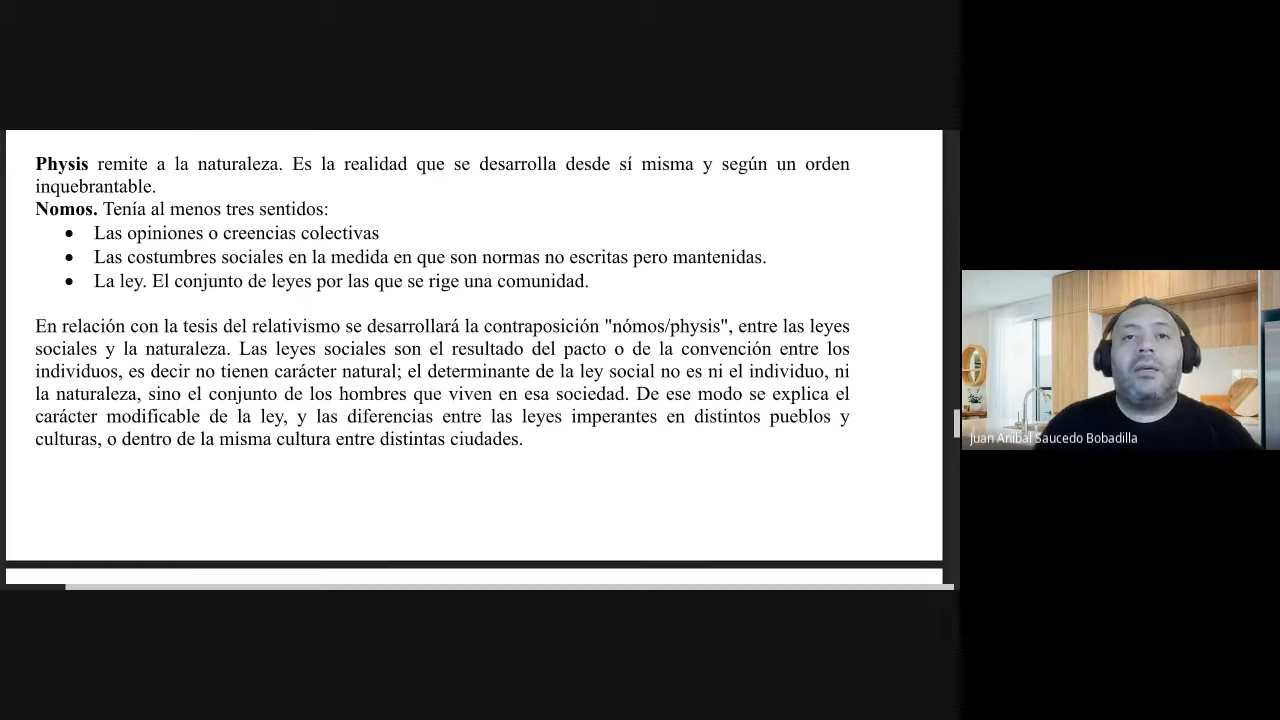 Physis remite a la naturaleza. Es la realidad que se desarrolla desde sí misma y según un orden
inquebrantable.
Nomos. Tenía al menos tres sentidos:
• Las opiniones o creencias colectivas
• Las costumbres sociales en la medida en que son normas no escritas pero mantenidas.
• La ley. El conjunto de leyes por las que se rige una comunidad.
En relación con la tesis del relativismo se desarrollará la contraposición "nómos/physis", entre las leyes
sociales y la naturaleza. Las leyes sociales son el resultado del pacto o de la convención entre los
individuos, es decir no tienen carácter natural; el determinante de la ley social no es ni el individuo, ni
la naturaleza, sino el conjunto de los hombres que viven en esa sociedad. De ese modo se explica el
carácter modificable de la ley, y las diferencias entre las leyes imperantes en distintos pueblos y
culturas, o dentro de la misma cultura entre distintas ciudades.
Juan Anibal Saucedo Bobadilla